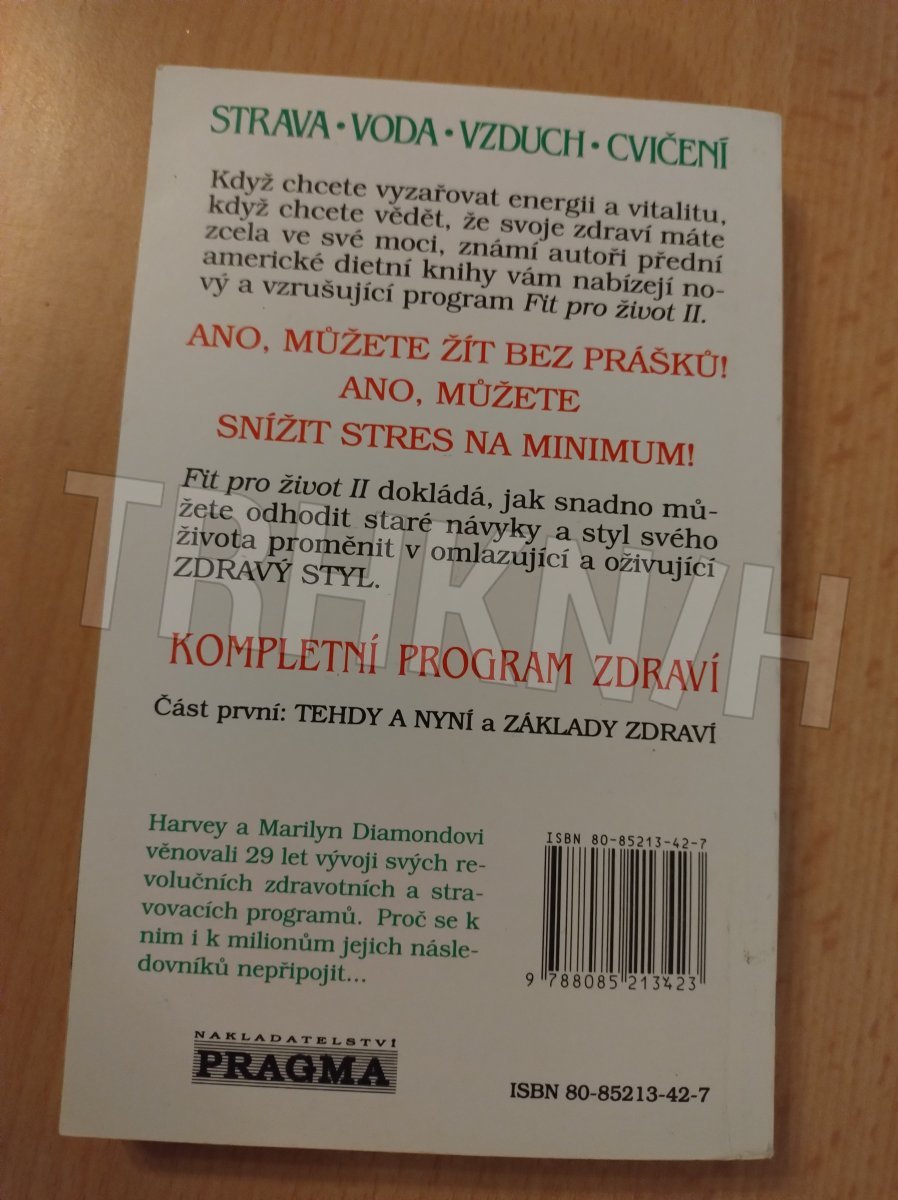 STRAVA • VODA • VZDUCH • CVIČENÍ
Když chcete vyzařovat energii a vitalitu,
když chcete vědět, že svoje zdraví máte
zcela ve své moci, známí autoři přední
americké dietní knihy vám nabízejí no-
vý a vzrušující program Fit pro život II.
ANO, MŮŽETE ŽÍT BEZ PRÁŠKŮ!
ANO, MŮŽETE
SNÍŽIT STRES NA MINIMUM!
Fit pro život II dokládá, jak snadno mů-
žete odhodit staré návyky a styl svého
života proměnit v omlazující a oživující
ZDRAVÝ STYL.
TRHKNIH
KOMPLETNÍ PROGRAM ZDRAVÍ
Část první: TEHDY A NYNÍ a ZÁKLADY ZDRAVÍ
Harvey a Marilyn Diamondovi
věnovali 29 let vývoji svých re-
volučních zdravotních a stra-
vovacích programů. Proč se k
nim i k milionům jejich násle-
dovníků nepřipojit...
ISBN 80-85213-42-7
9 788085 213423
NAKLADATELSTVÍ
PRAGMA
ISBN 80-85213-42-7